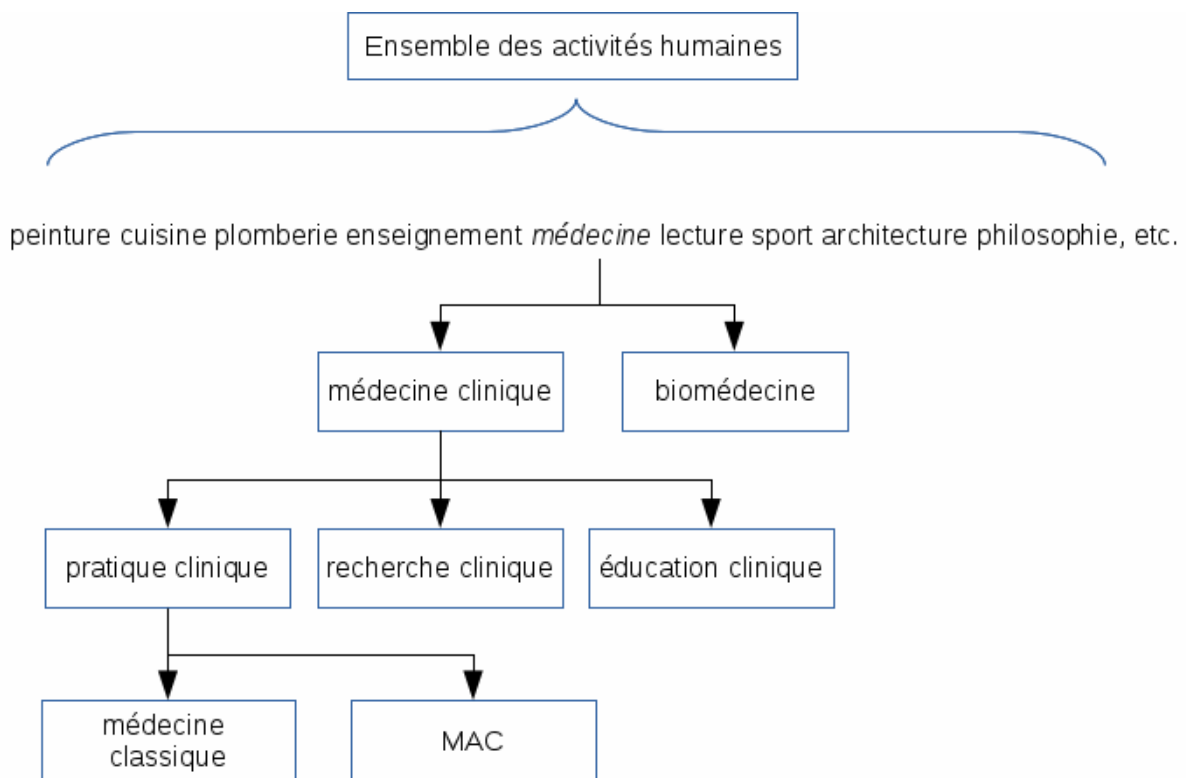 Ensemble des activités humaines
peinture cuisine plomberie enseignement médecine lecture sport architecture philosophie, etc.
médecine clinique
biomédecine
pratique clinique
recherche clinique
éducation clinique
médecine
classique
MAC